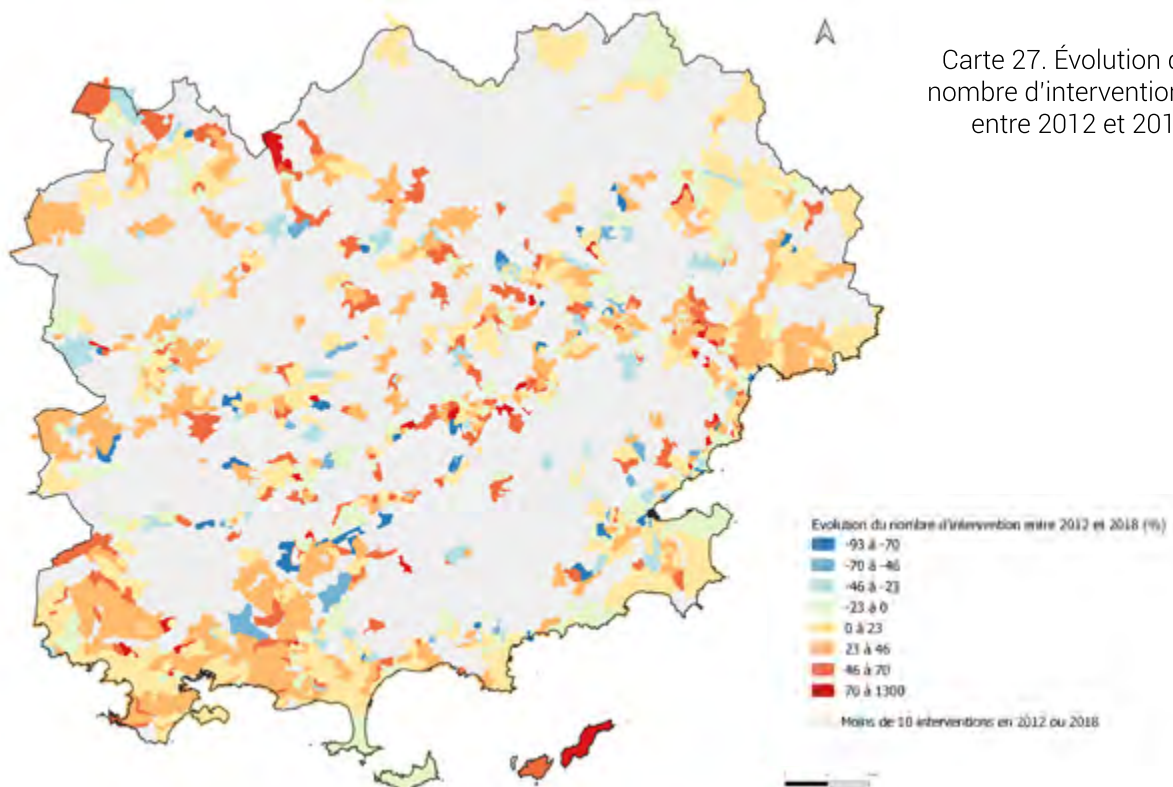 Carte 27. Évolution d
nombre d'intervention
entre 2012 et 201
Evolution du nombre d'intervention entre 2012 et 2018 (%)
-93 à -70
-70 à -46
-46 à -23
-23 à 0
0 à 23
23 à 46
46 à 70
70 à 1300
Moins de 10 interventions en 2012 ou 2018